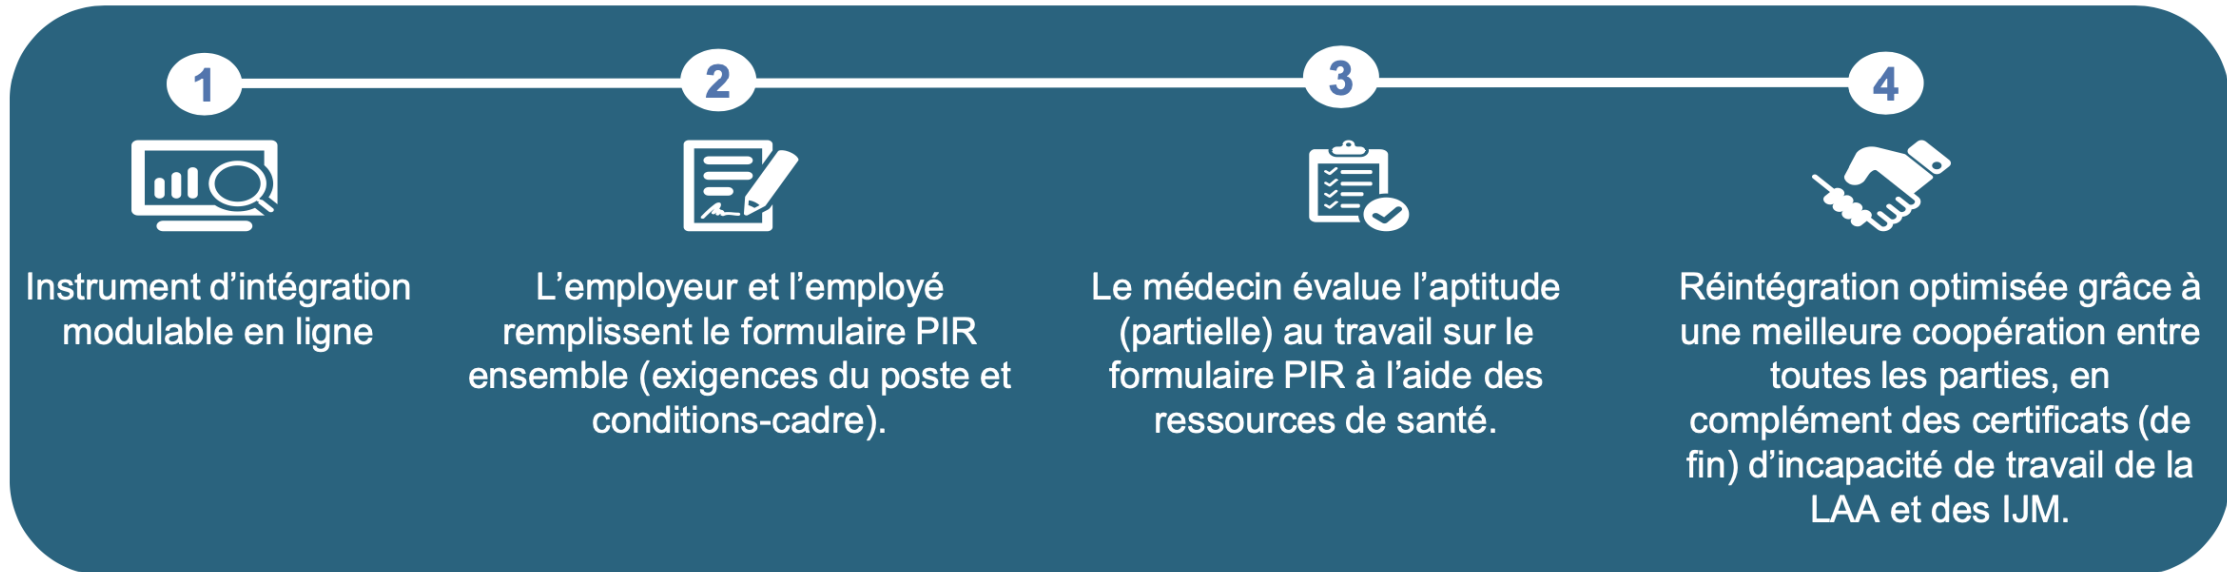 1
2
3
4
Instrument d’intégration
modulable en ligne
L’employeur et l’employé
remplissent le formulaire PIR
ensemble (exigences du poste et
conditions-cadre).
Le médecin évalue l’aptitude
(partielle) au travail sur le
formulaire PIR à l’aide des
ressources de santé.
Réintégration optimisée grâce à
une meilleure coopération entre
toutes les parties, en
complément des certificats (de
fin) d’incapacité de travail de la
LAA et des IJM.